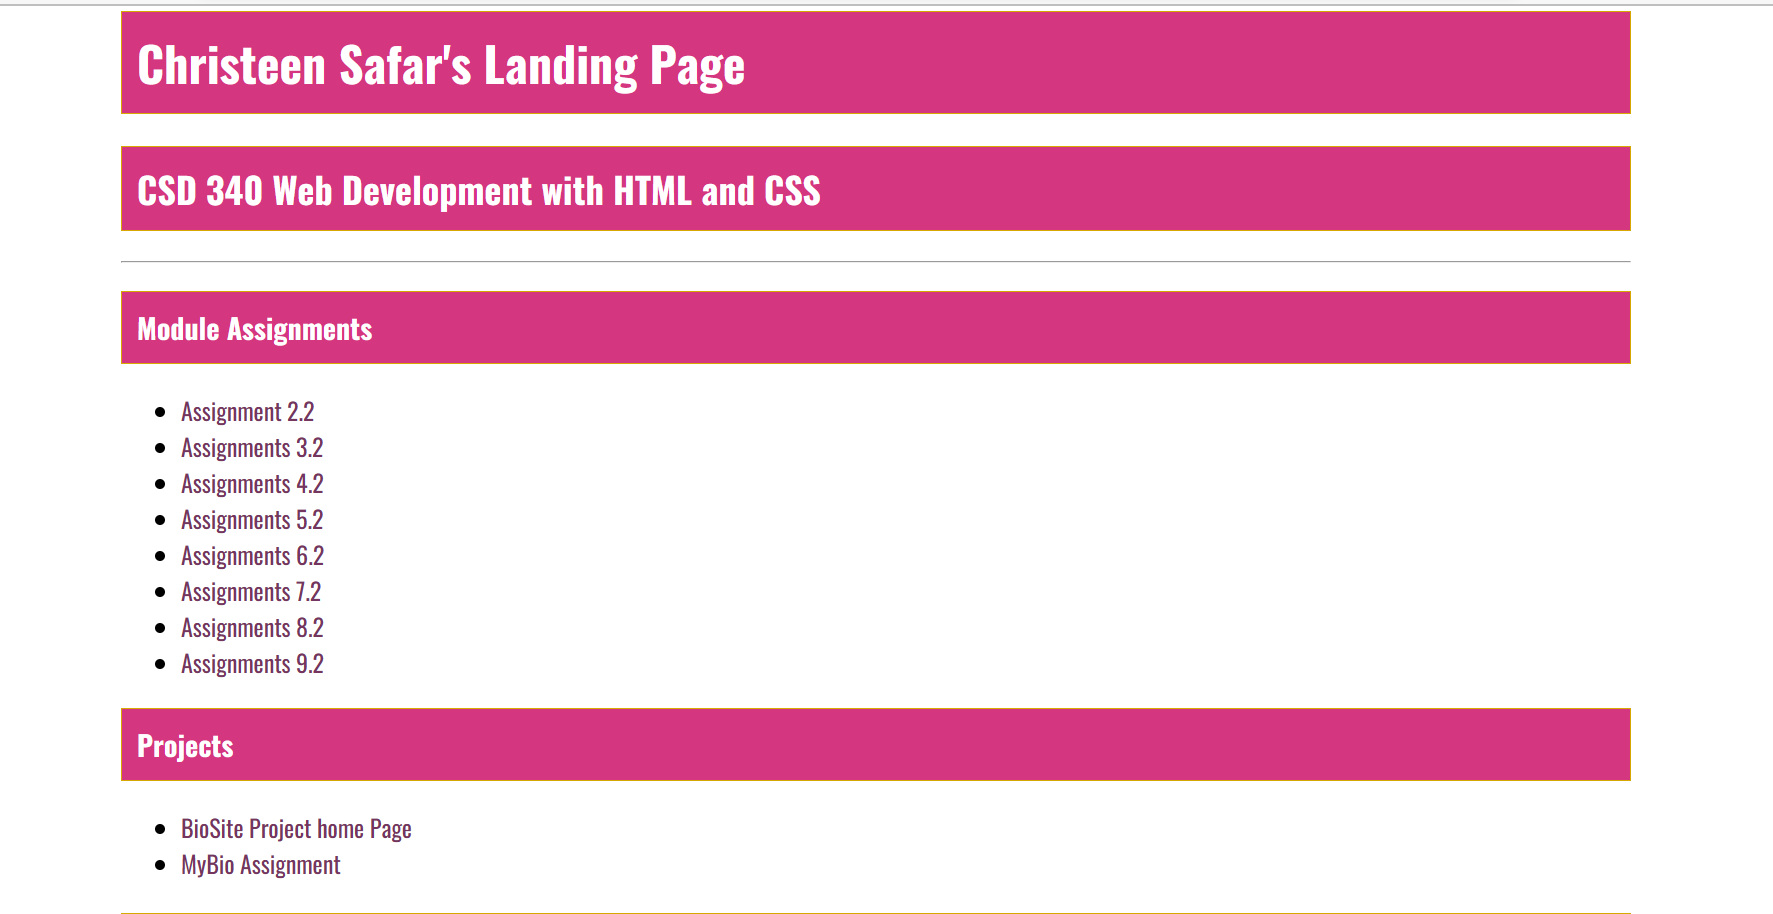 Christeen Safar's Landing Page
CSD 340 Web Development with HTML and CSS
Module Assignments
Assignment 2.2
Assignments 3.2
Assignments 4.2
Assignments 5.2
Assignments 6.2
Assignments 7.2
Assignments 8.2
Assignments 9.2
Projects
BioSite Project home Page
MyBio Assignment